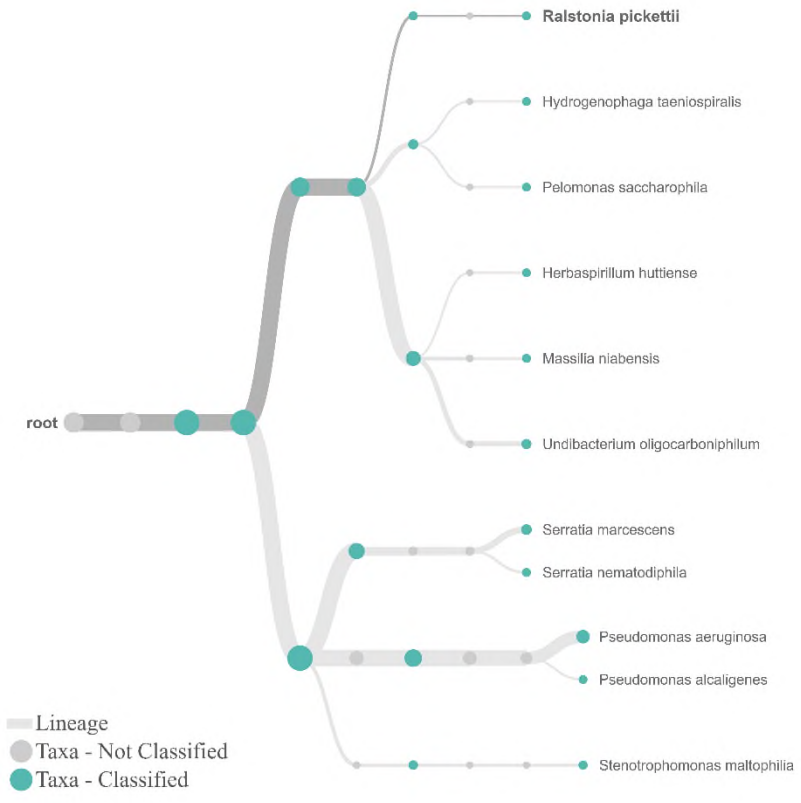 Ralstonia pickettii
Hydrogenophaga taeniospiralis
Pelomonas saccharophila
Herbaspirillum huttiense
Massilia niabensis
root
Undibacterium oligocarboniphilum
Serratia marcescens
Serratia nematodiphila
Pseudomonas aeruginosa
Pseudomonas alcaligenes
Lineage
Taxa - Not Classified
Stenotrophomonas maltophilia
Taxa - Classified